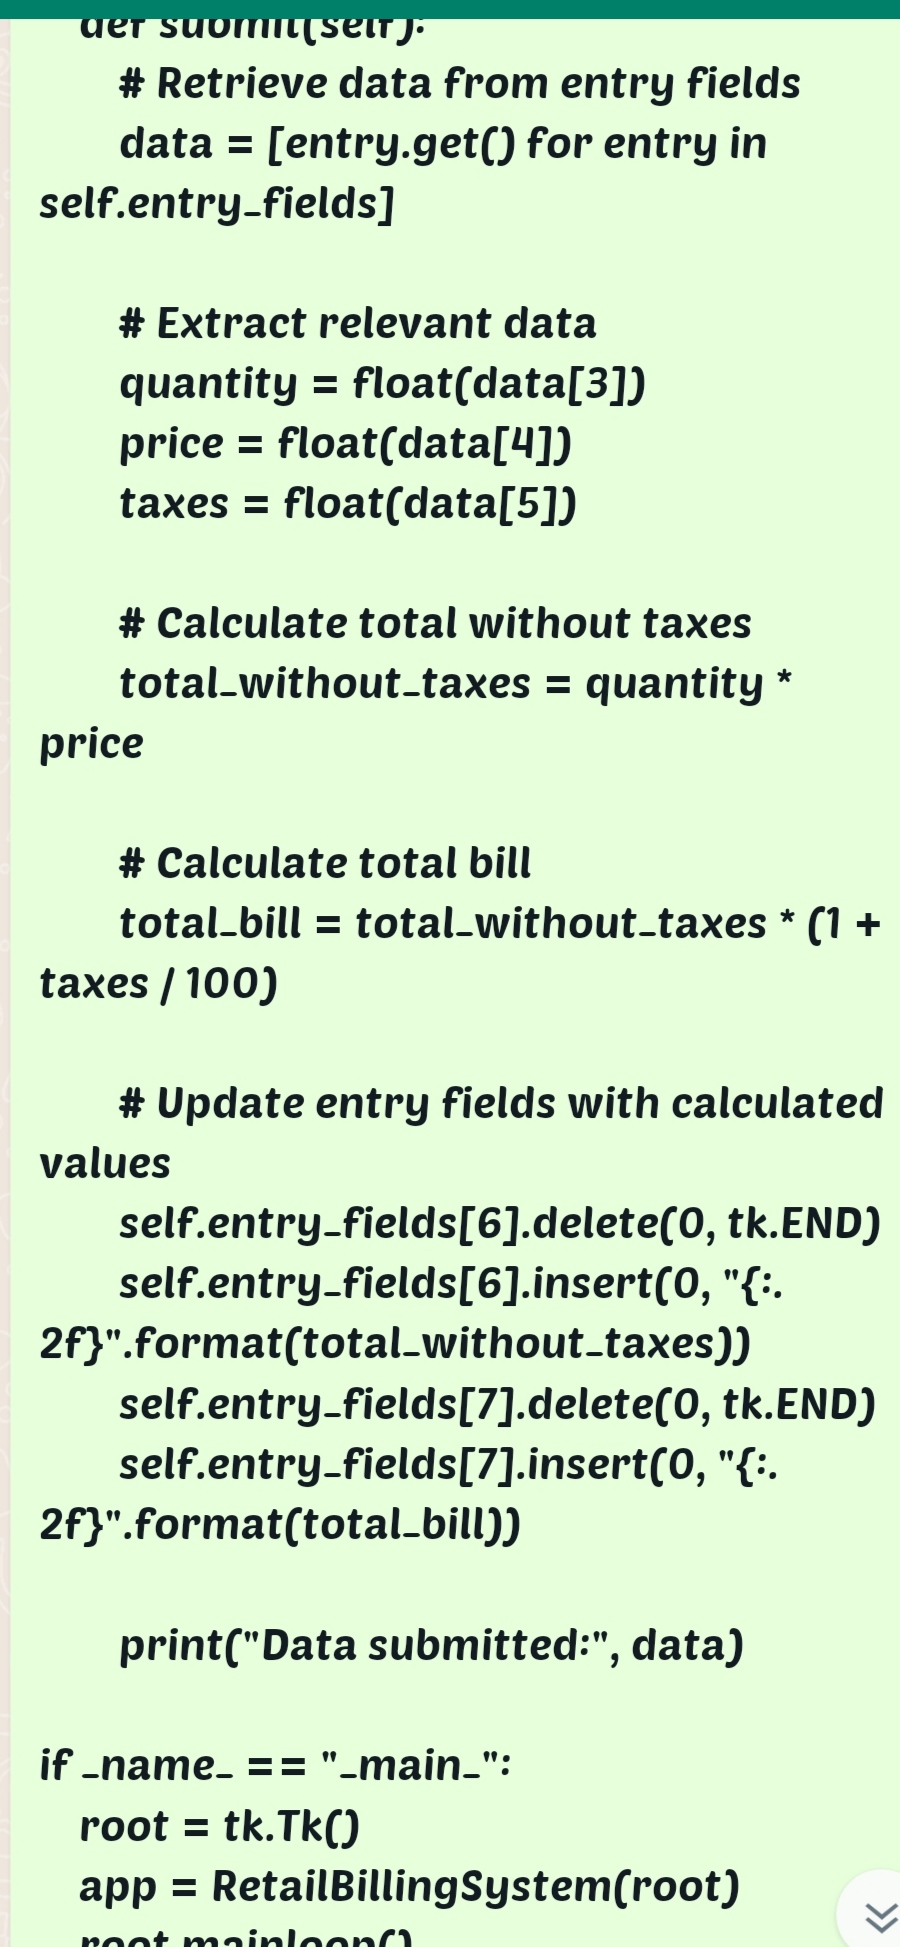 def submit(self):
# Retrieve data from entry fields
data = [entry.get() for entry in
self.entry_fields]
# Extract relevant data
quantity = float(data[3])
price = float(data[4])
taxes = float(data[5])
# Calculate total without taxes
total_without_taxes = quantity *
price
# Calculate total bill
total_bill = total_without_taxes * (1 +
taxes / 100)
# Update entry fields with calculated
values
self.entry_fields[6].delete(0, tk.END)
self.entry_fields[6].insert(0, "{:.
2f}".format(total_without_taxes))
self.entry_fields[7].delete(0, tk.END)
self.entry_fields[7].insert(0, "{:.
2f}".format(total_bill))
print("Data submitted:", data)
if _name_ == "_main_":
root = tk.Tk()
app = RetailBillingSystem(root)
root.mainloop()